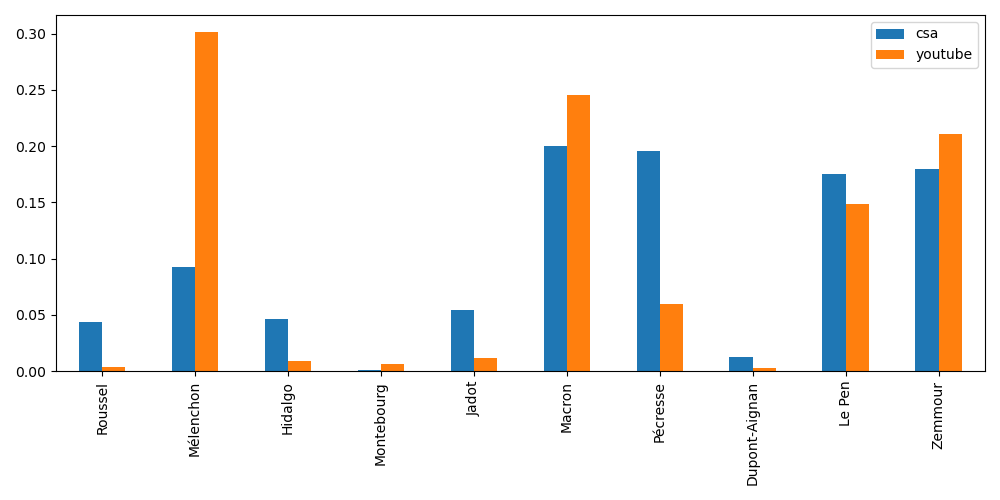 0.30
0.25
0.20
0.15
0.10
0.05
0.00
csa
youtube
Roussel
Mélenchon
Hidalgo
Montebourg
Jadot
Macron
Pécresse
Dupont-Aignan
Le Pen
Zemmour